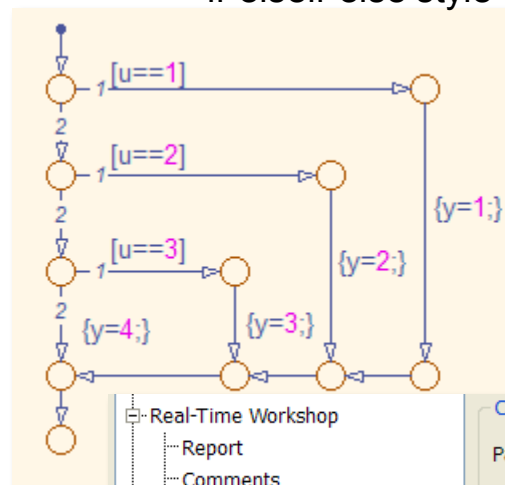 1 [u==1]
2
1 [u==2]
2
{y=1;}
1 [u==3]
{y=2;}
2
{y=4;}
{y=3;}
Real-Time Workshop
Report
Comments